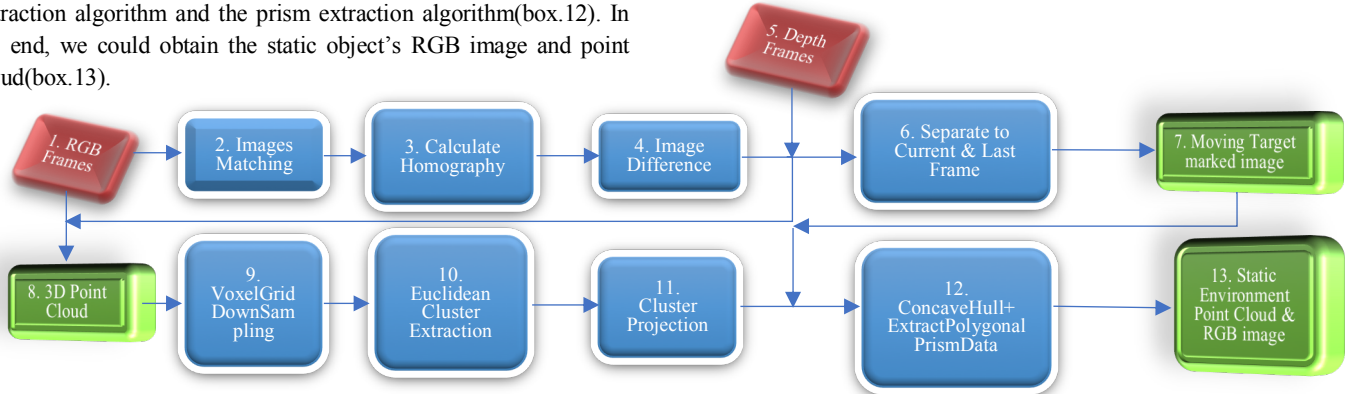 raction algorithm and the prism extraction algorithm(box.12). In
end, we could obtain the static object’s RGB image and point
ud(box.13).
5. Depth
Frames
1. RGB
Frames
2. Images
Matching
3. Calculate
Homography
4. Image
Difference
6. Separate to
Current & Last
Frame
7. Moving Target
marked image
8. 3D Point
Cloud
9.
VoxelGrid
DownSam
pling
10.
Euclidean
Cluster
Extraction
11.
Cluster
Projection
12.
ConcaveHull+
ExtractPolygonal
PrismData
13. Static
Environment
Point Cloud &
RGB image